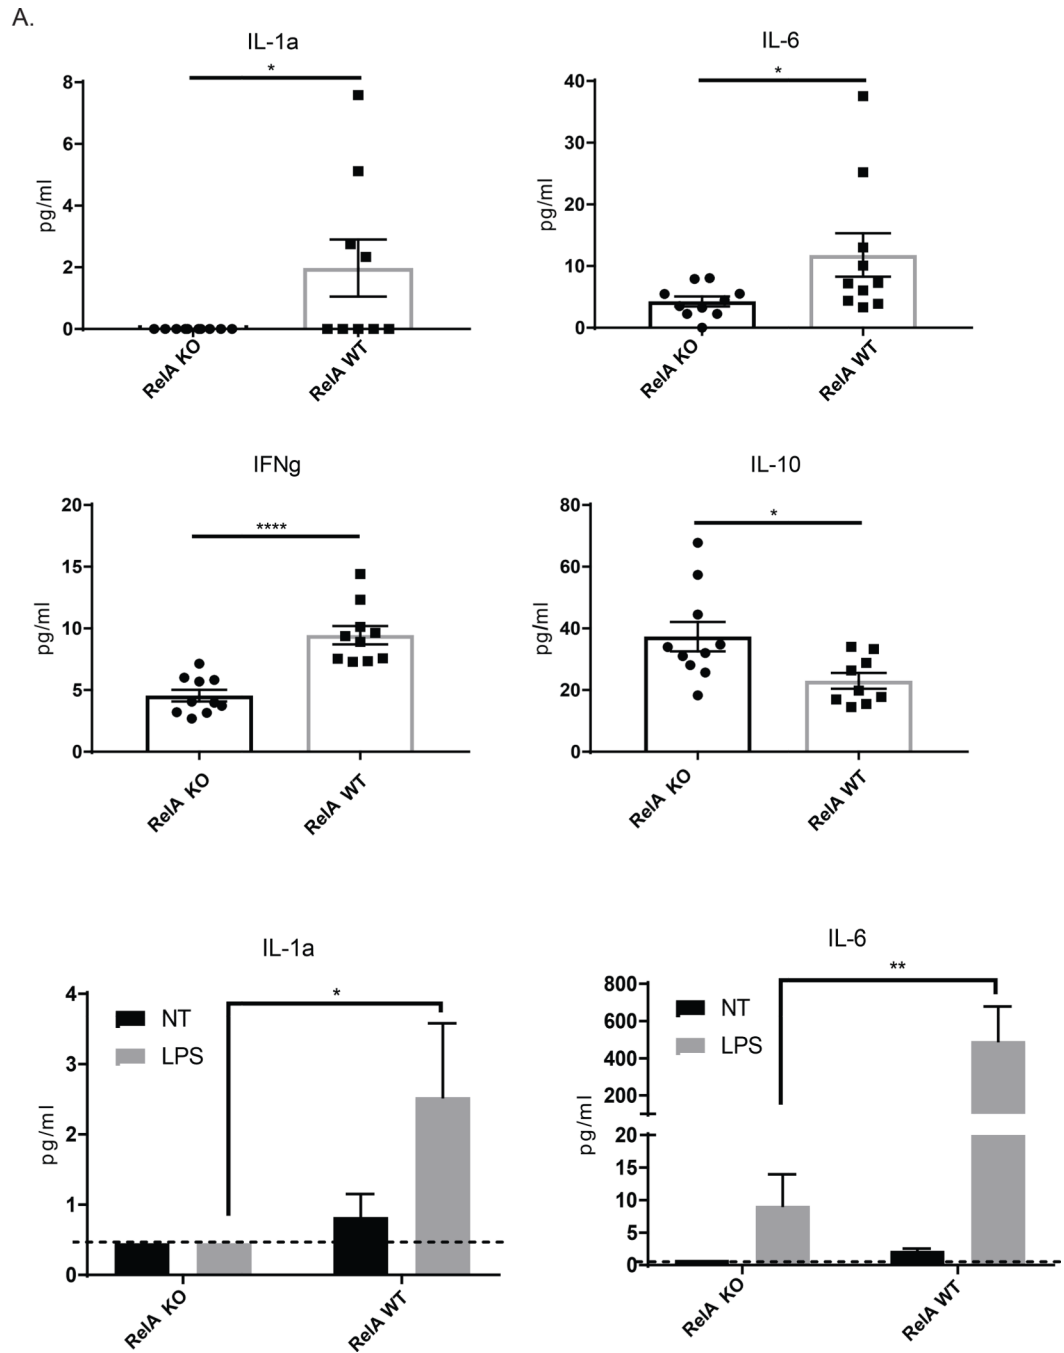 A.
IL-1a
*
8
6
4
2
0
pg/ml
RelA KO
RelA WT
IL-6
*
40
30
20
10
0
pg/ml
RelA KO
RelA WT
IFNg
****
20
15
10
5
0
pg/ml
RelA KO
RelA WT
IL-10
*
80
60
40
20
0
pg/ml
RelA KO
RelA WT
IL-1a
*
4
3
2
1
0
pg/ml
NT
LPS
RelA KO
RelA WT
IL-6
**
800
600
400
200
20
15
10
5
0
pg/ml
NT
LPS
RelA KO
RelA WT